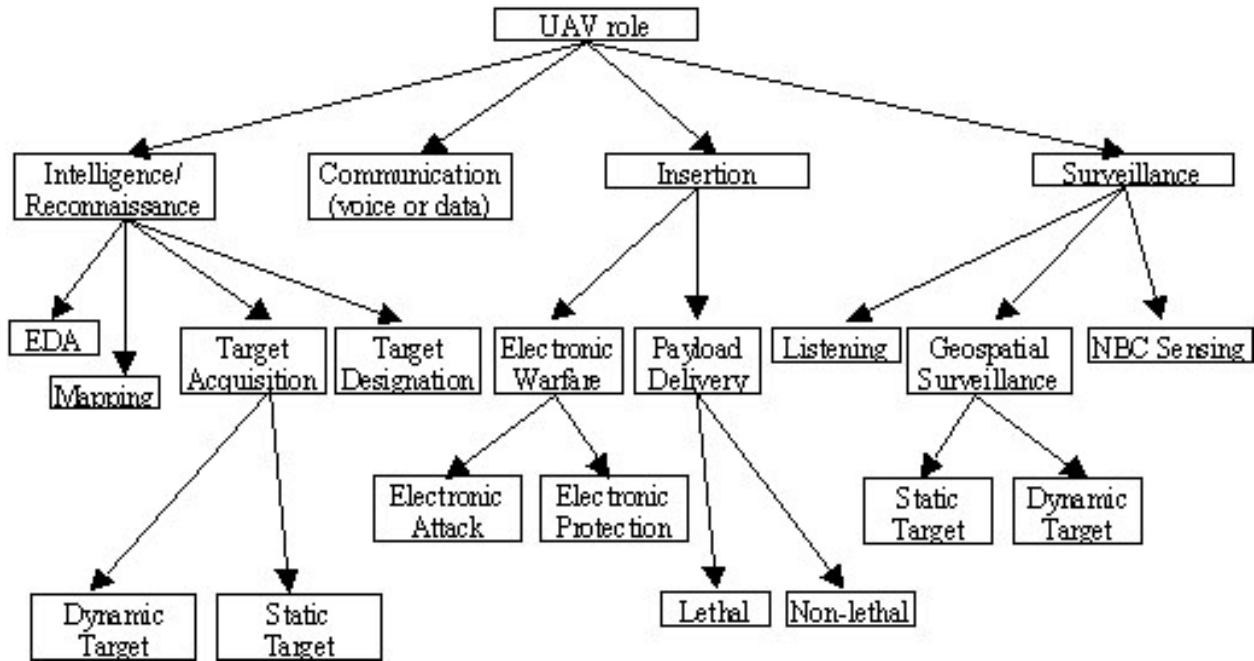 UAV role
Intelligence/
Reconnaissance
Communication
(voice or data)
Insertion
Surveillance
EDA
Mapping
Target
Acquisition
Target
Designation
Electronic
Warfare
Payload
Delivery
Listening
Geospatial
Surveillance
NBC Sensing
Electronic
Attack
Electronic
Protection
Static
Target
Dynamic
Target
Dynamic
Target
Static
Target
Lethal
Non-lethal